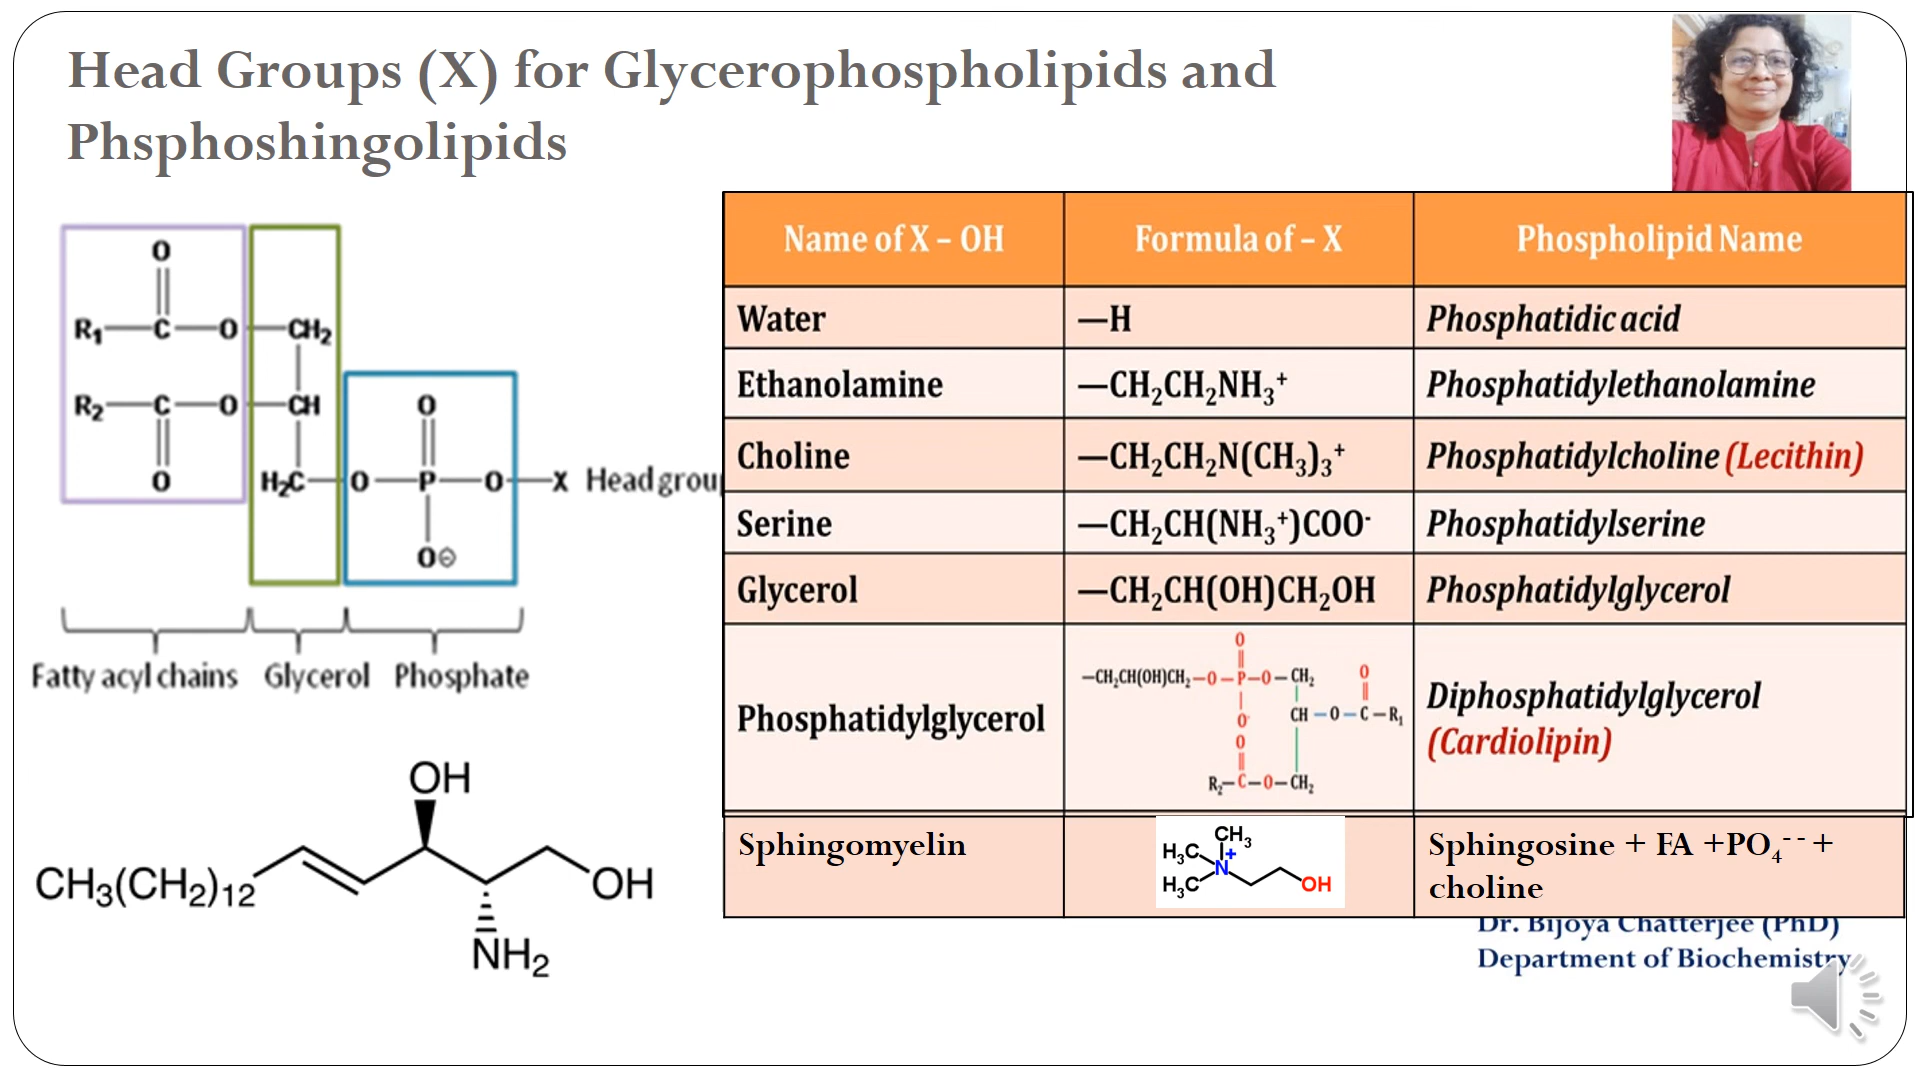 Head Groups (X) for Glycerophospholipids and
Phsphoshingolipids
O
R₁—C—O—CH₂
R₂—C—O—CH
O
O
H₂C—O—P—O—X Head grou
O⊖
Fatty acyl chains Glycerol Phosphate
OH
CH₃(CH₂)₁₂
OH
NH₂
Name of X – OH Formula of – X Phospholipid Name
Water —H Phosphatidic acid
Ethanolamine —CH₂CH₂NH₃⁺ Phosphatidylethanolamine
Choline —CH₂CH₂N(CH₃)₃⁺ Phosphatidylcholine (Lecithin)
Serine —CH₂CH(NH₃⁺)COO⁻ Phosphatidylserine
Glycerol —CH₂CH(OH)CH₂OH Phosphatidylglycerol
Phosphatidylglycerol
O
—CH₂CH(OH)CH₂—O—P—O—CH₂
O
O⁻
CH—O—C—R₁
O
R₂—C—O—CH₂
Diphosphatidylglycerol
(Cardiolipin)
Sphingomyelin
CH₃
H₃C
N⁺
H₃C
OH
Sphingosine + FA +PO₄⁻ ⁻ +
choline
Dr. Bijoya Chatterjee (PhD)
Department of Biochemistry